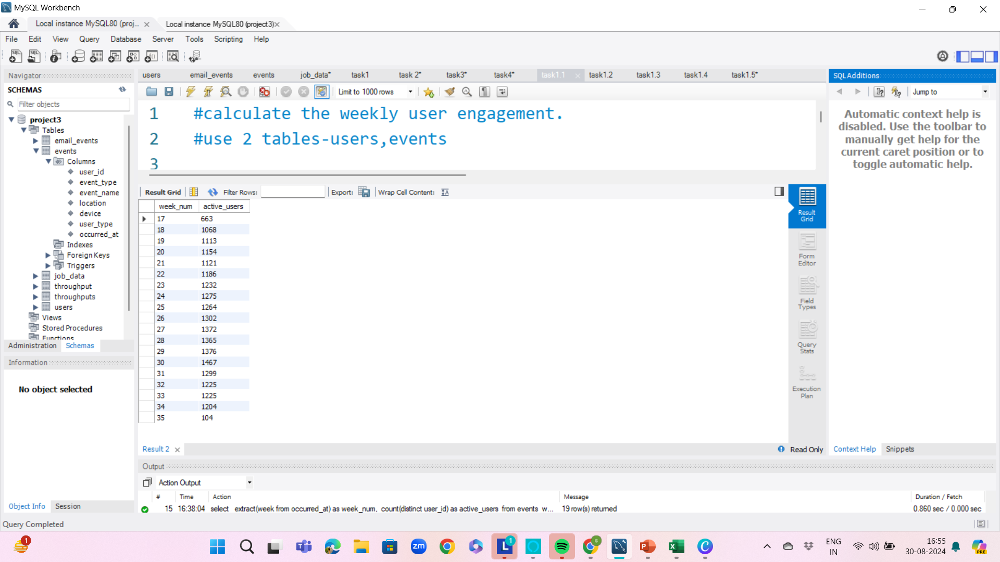 MySQL Workbench
Local instance MySQL80 (proj...
Local instance MySQL80 (project3)
File Edit View Query Database Server Tools Scripting Help
Navigator
SCHEMAS
Filter objects
project3
Tables
email_events
events
Columns
user_id
event_type
event_name
location
device
user_type
occurred_at
Indexes
Foreign Keys
Triggers
job_data
throughput
throughputs
users
Views
Stored Procedures
Functions
Administration Schemas
Information
No object selected
Object Info Session
Query Completed
users email_events events job_data* task1 task 2* task3* task4* task1.1 task1.2 task1.3 task1.4 task1.5*
Limit to 1000 rows
1 #calculate the weekly user engagement.
2 #use 2 tables-users,events
3
Result Grid Filter Rows: Export: Wrap Cell Content:
week_num active_users
17 663
18 1068
19 1113
20 1154
21 1121
22 1186
23 1232
24 1275
25 1264
26 1302
27 1372
28 1365
29 1376
30 1467
31 1299
32 1225
33 1225
34 1204
35 104
Result
Grid
Form
Editor
Field
Types
Query
Stats
Execution
Plan
Result 2
Read Only
SQLAdditions
Jump to
Automatic context help is
disabled. Use the toolbar to
manually get help for the
current caret position or to
toggle automatic help.
Context Help Snippets
Output
Action Output
# Time Action Message Duration / Fetch
15 16:38:04 select extract(week from occurred_at) as week_num, count(distinct user_id) as active_users from events w... 19 row(s) returned 0.860 sec / 0.000 sec
1
zm
L
1
S
ENG
IN
16:55
30-08-2024
PRE